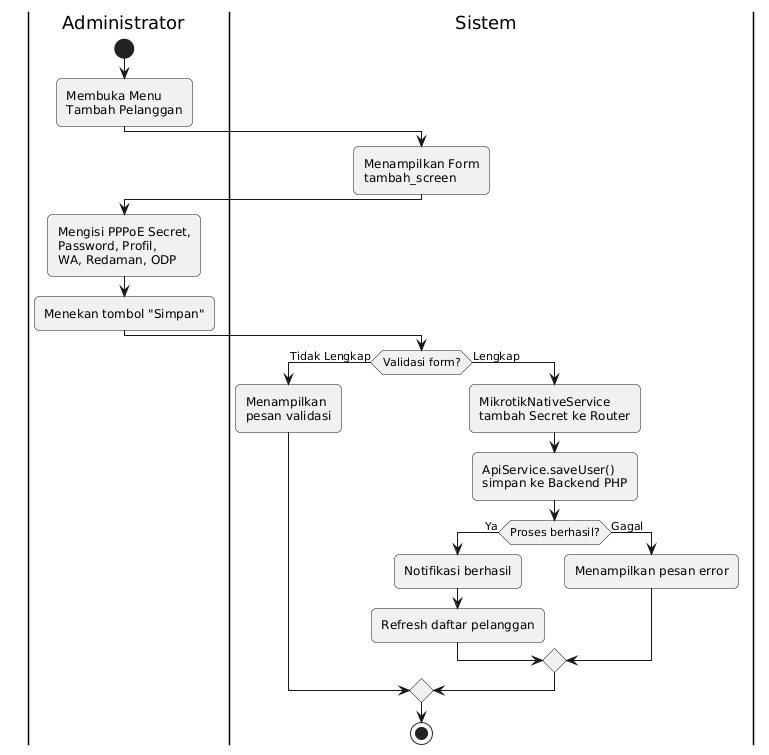 Administrator
Sistem
Membuka Menu
Tambah Pelanggan
Menampilkan Form
tambah_screen
Mengisi PPPoE Secret,
Password, Profil,
WA, Redaman, ODP
Menekan tombol "Simpan"
Tidak Lengkap
Validasi form?
Lengkap
Menampilkan
pesan validasi
MikrotikNativeService
tambah Secret ke Router
ApiService.saveUser()
simpan ke Backend PHP
Ya
Proses berhasil?
Gagal
Notifikasi berhasil
Menampilkan pesan error
Refresh daftar pelanggan